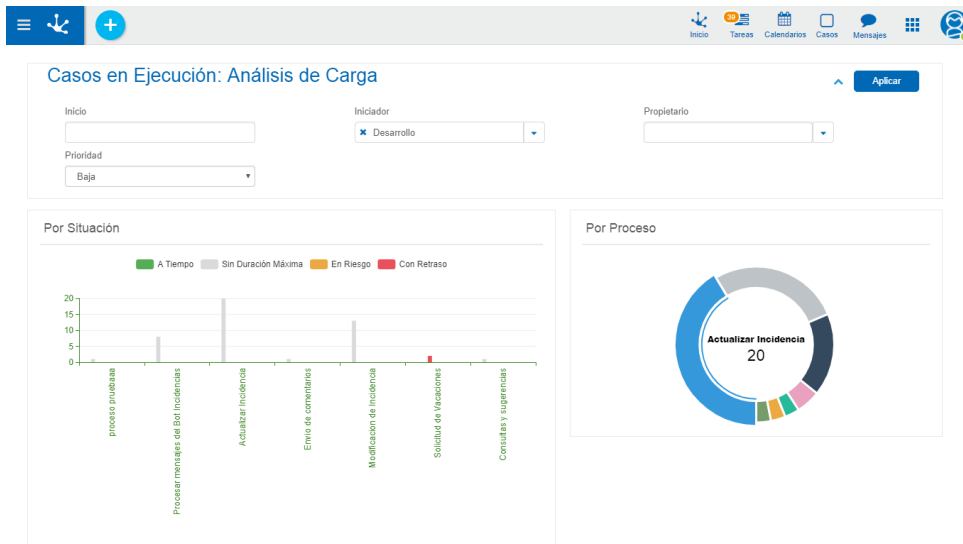 39
Inicio Tareas Calendarios Casos Mensajes
Casos en Ejecución: Análisis de Carga
Aplicar
Inicio Iniciador Propietario
Desarrollo
Prioridad
Baja
Por Situación
A Tiempo Sin Duración Máxima En Riesgo Con Retraso
20
15
10
5
0
proceso pruebaaa
Procesar mensajes del Bot Incidencias
Actualizar Incidencia
Envio de comentarios
Modificacion de Incidencia
Solicitud de Vacaciones
Consultas y sugerencias
Por Proceso
Actualizar Incidencia
20